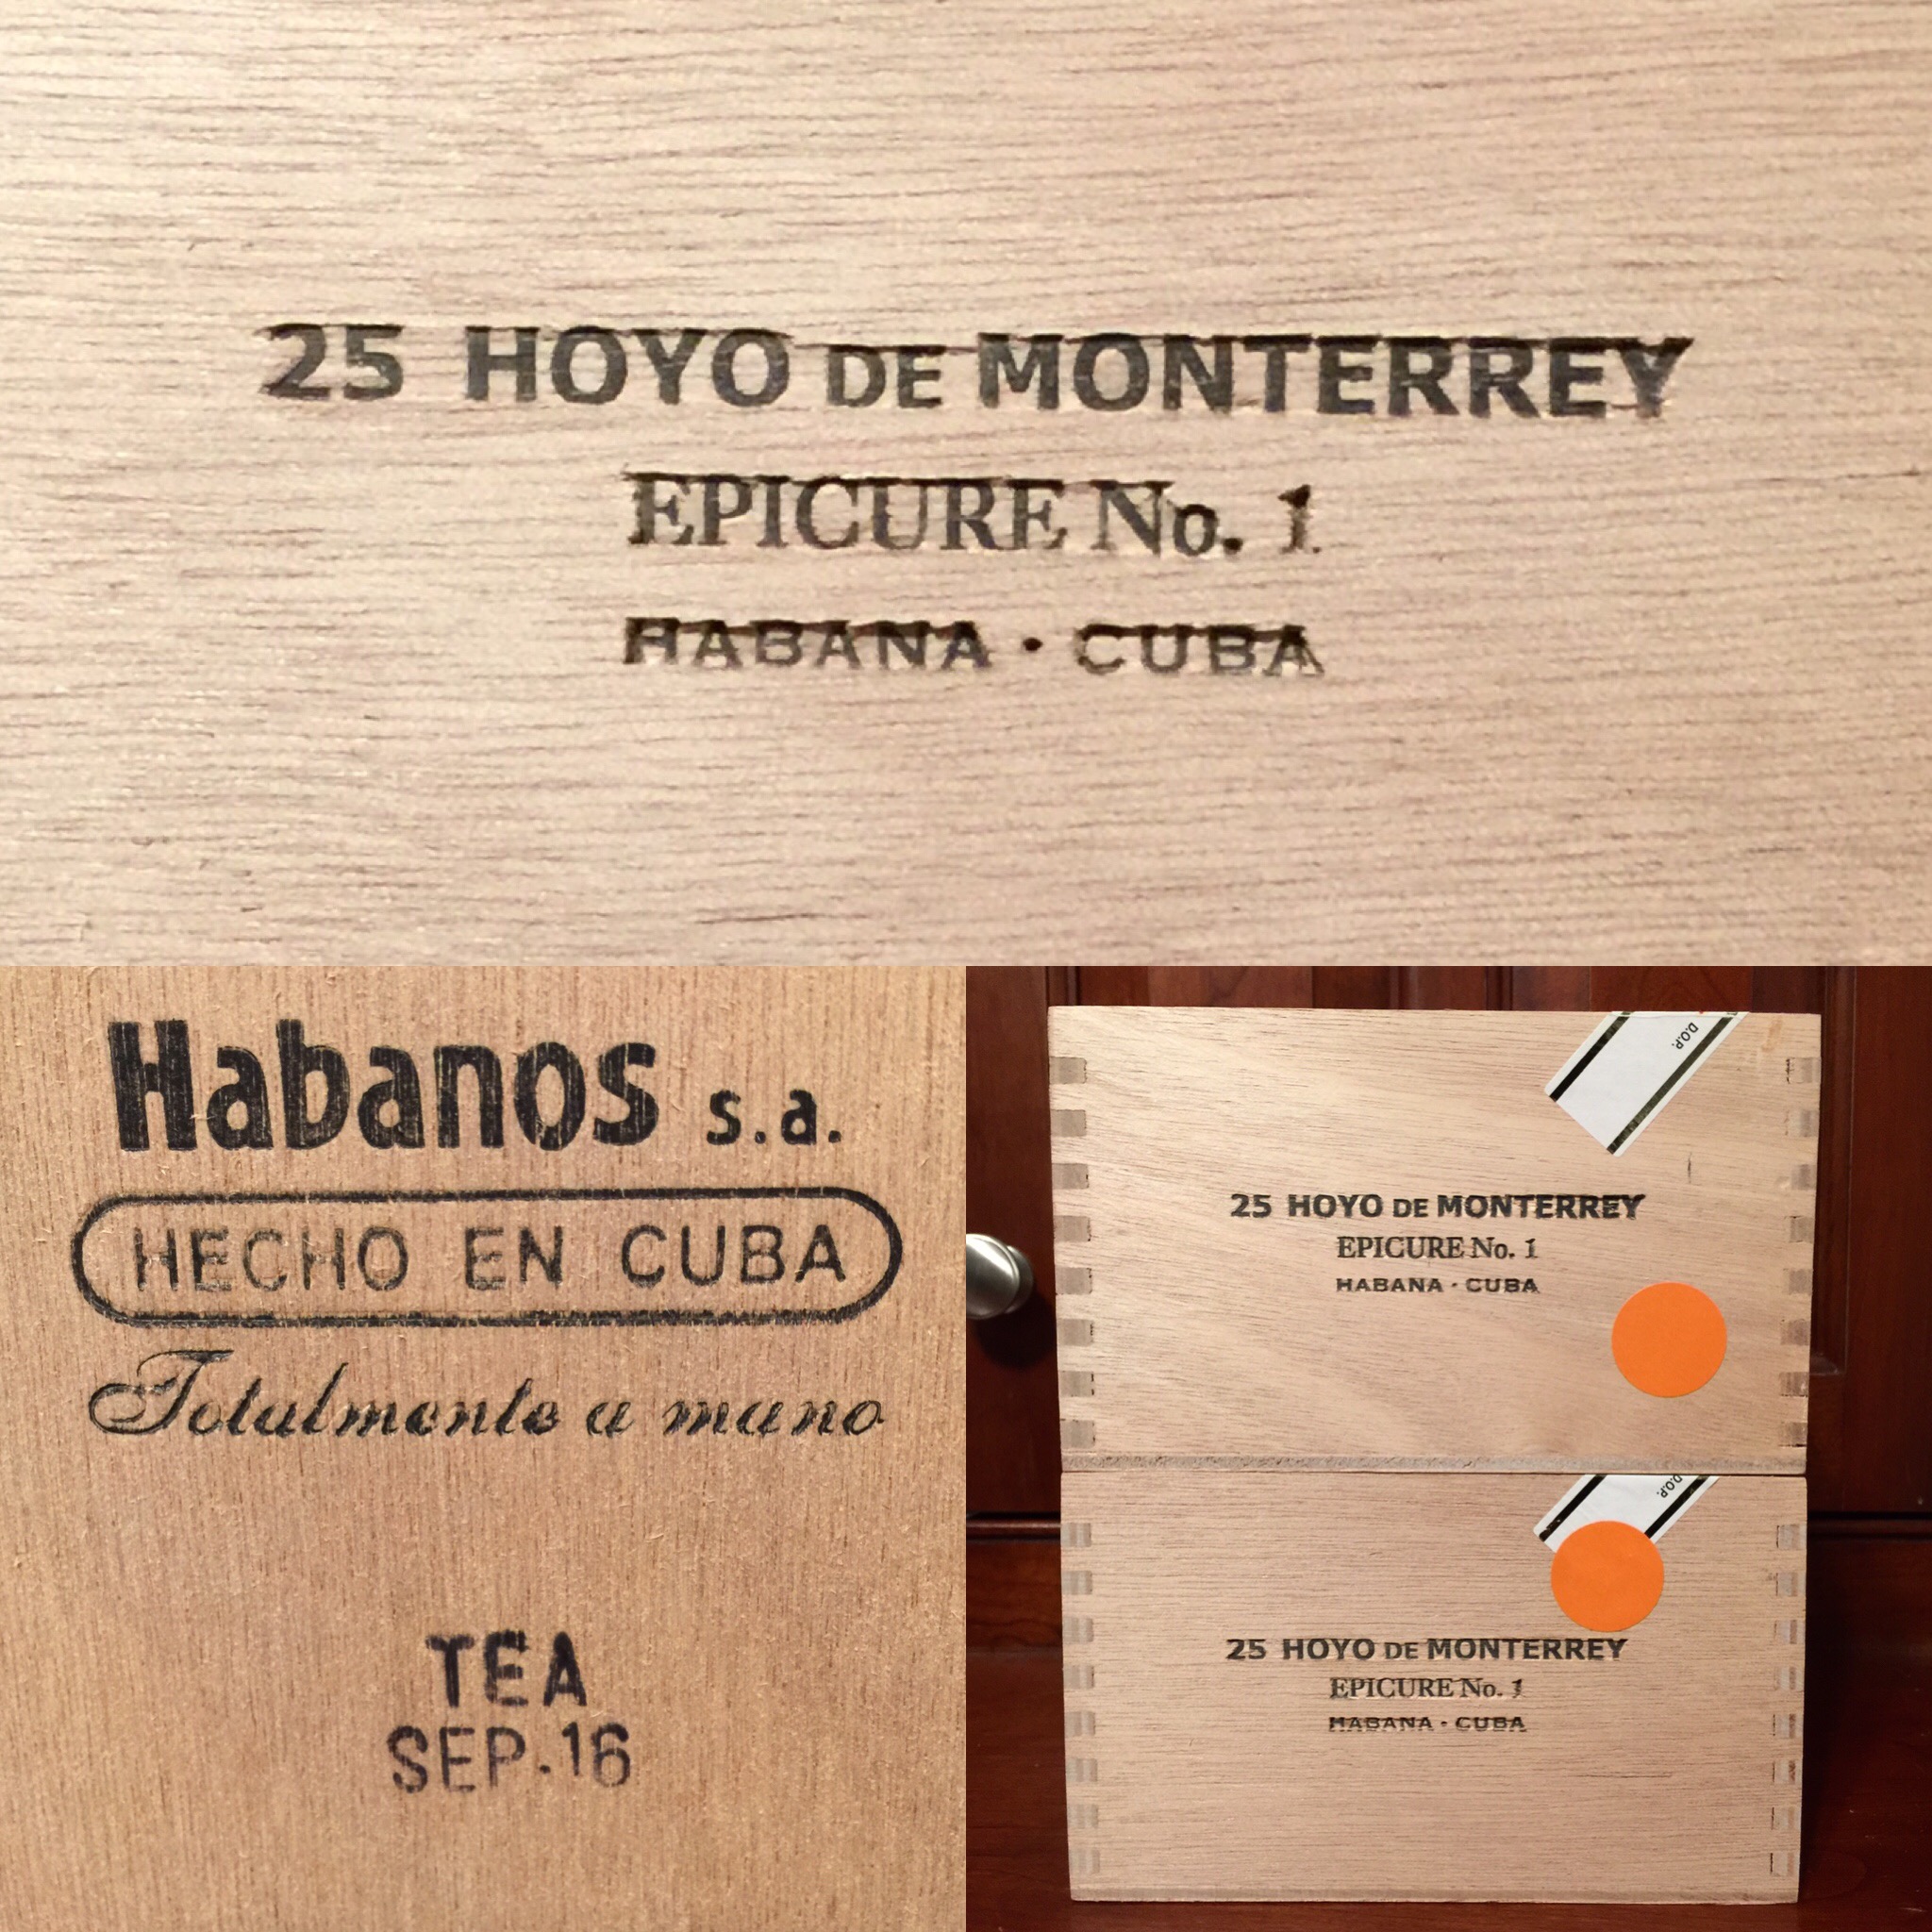 25 HOYO DE MONTERREY
EPICURE No. 1
HABANA · CUBA
Habanos s.a.
HECHO EN CUBA
Totalmente a mano
TEA
SEP.16
D.O.P.
25 HOYO DE MONTERREY
EPICURE No. 1
HABANA · CUBA
D.O.P.
25 HOYO DE MONTERREY
EPICURE No. 1
HABANA · CUBA